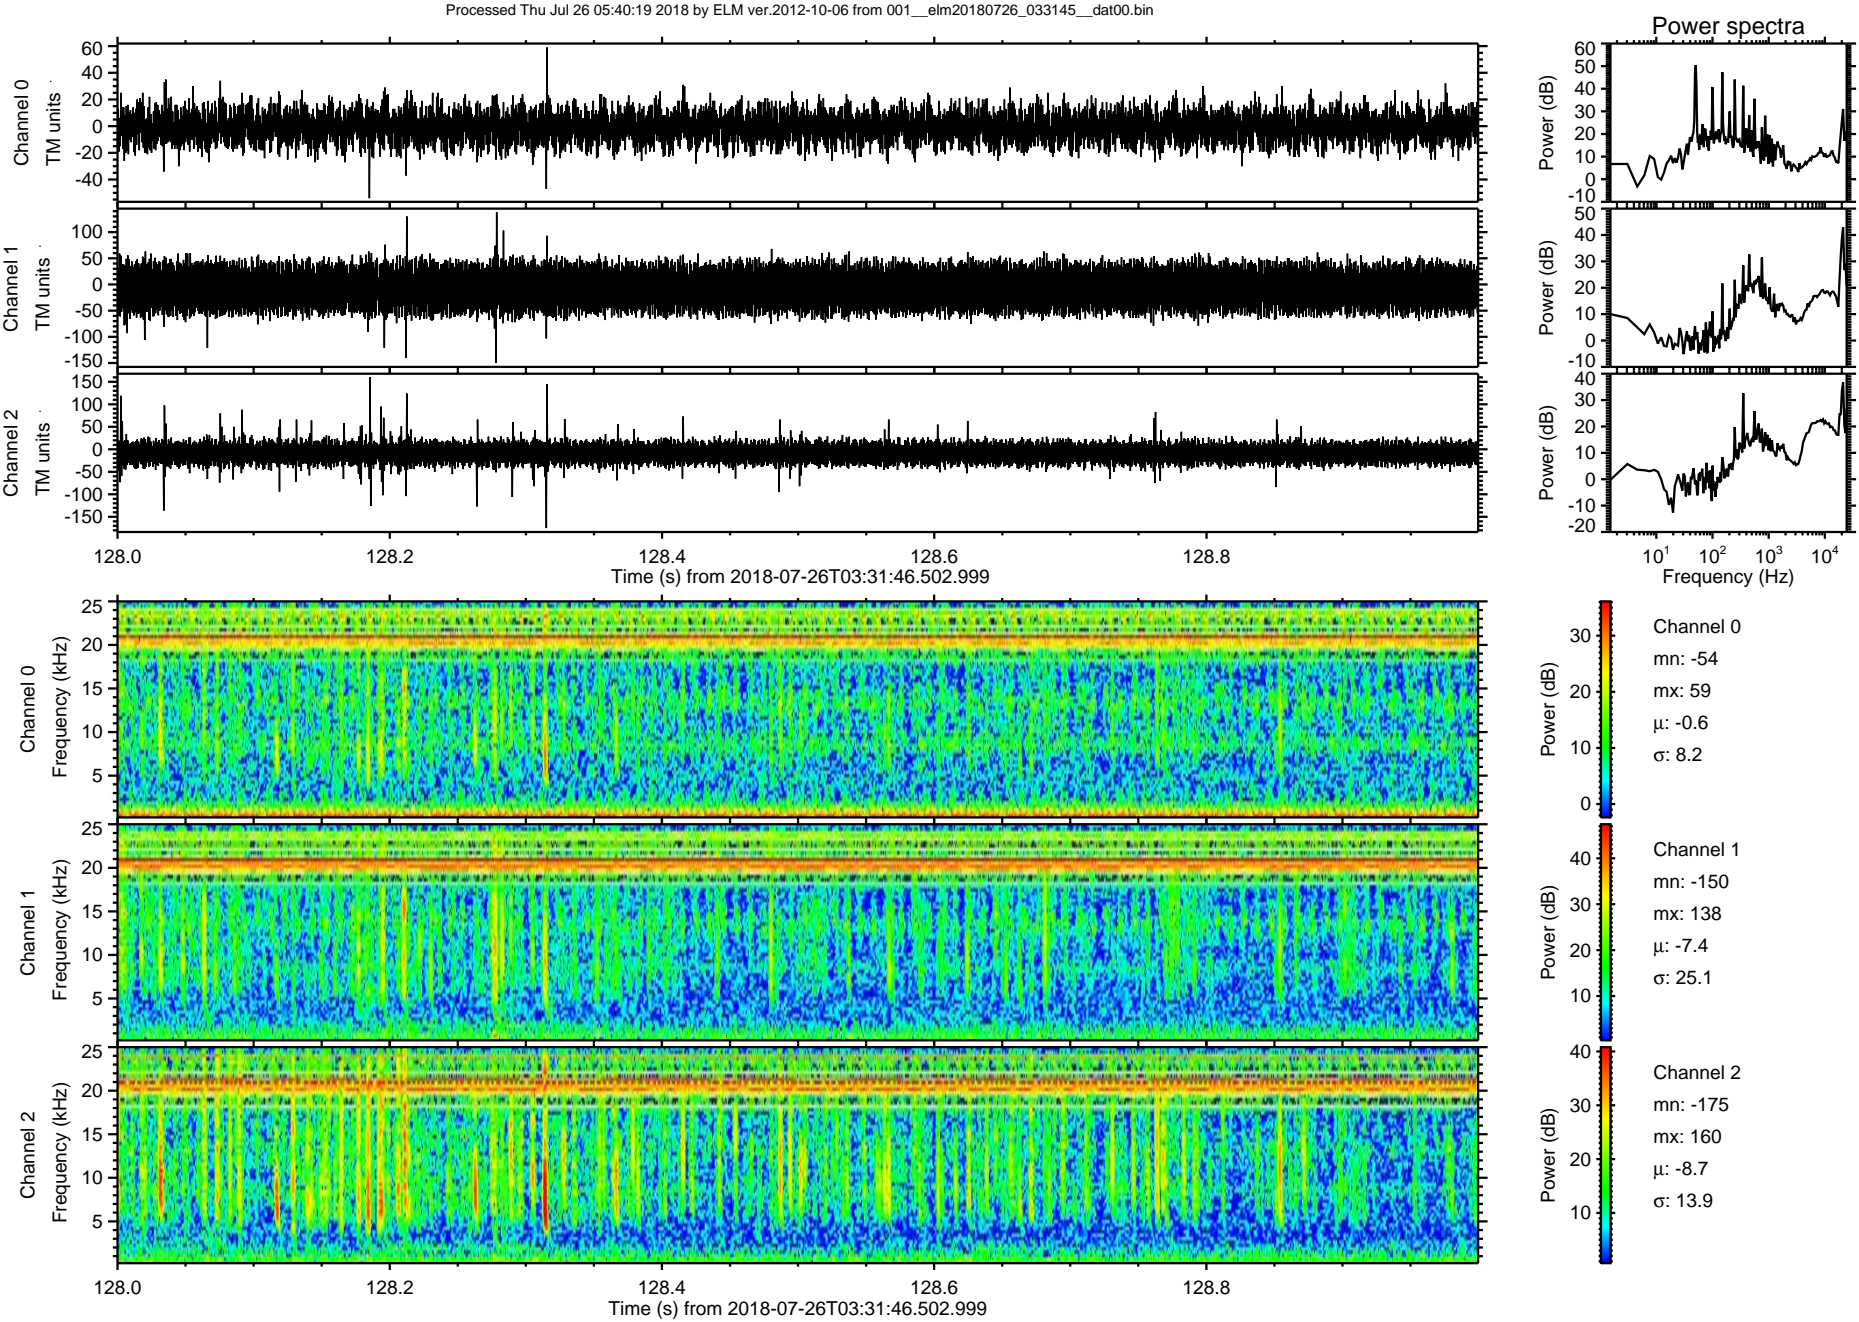 Processed Thu Jul 26 05:40:19 2018 by ELM ver.2012-10-06 from 001__elm20180726_033145__dat00.bin
Power spectra
Channel 0
TM units
60
40
20
0
-20
-40
Power (dB)
60
50
40
30
20
10
0
-10
Channel 1
TM units
100
50
0
-50
-100
-150
Power (dB)
50
40
30
20
10
0
-10
Channel 2
TM units
150
100
50
0
-50
-100
-150
Power (dB)
40
30
20
10
0
-10
-20
128.0 128.2 128.4 128.6 128.8
Time (s) from 2018-07-26T03:31:46.502.999
10¹ 10² 10³ 10⁴
Frequency (Hz)
Channel 0
Frequency (kHz)
25
20
15
10
5
Power (dB)
30
20
10
0
Channel 0
mn: -54
mx: 59
μ: -0.6
σ: 8.2
Channel 1
Frequency (kHz)
25
20
15
10
5
Power (dB)
40
30
20
10
Channel 1
mn: -150
mx: 138
μ: -7.4
σ: 25.1
Channel 2
Frequency (kHz)
25
20
15
10
5
Power (dB)
40
30
20
10
Channel 2
mn: -175
mx: 160
μ: -8.7
σ: 13.9
128.0 128.2 128.4 128.6 128.8
Time (s) from 2018-07-26T03:31:46.502.999